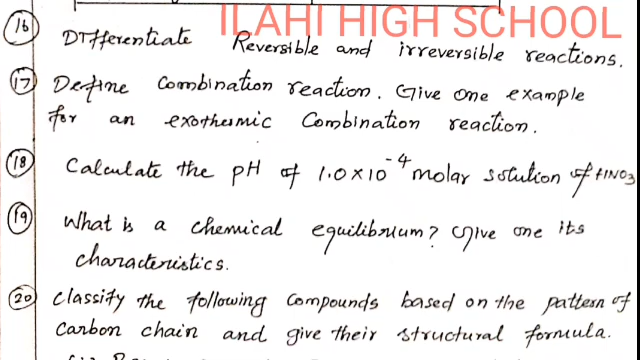 ILAHI HIGH SCHOOL
16 Differentiate Reversible and irreversible reactions.
17 Define Combination reaction. Give one example
for an exothermic Combination reaction.
18 Calculate the pH of 1.0×10⁻⁴ molar solution of HNO₃
19 What is a chemical equilibrium? Give one its
characteristics.
20 Classify the following compounds based on the pattern of
Carbon chain and give their structural formula.